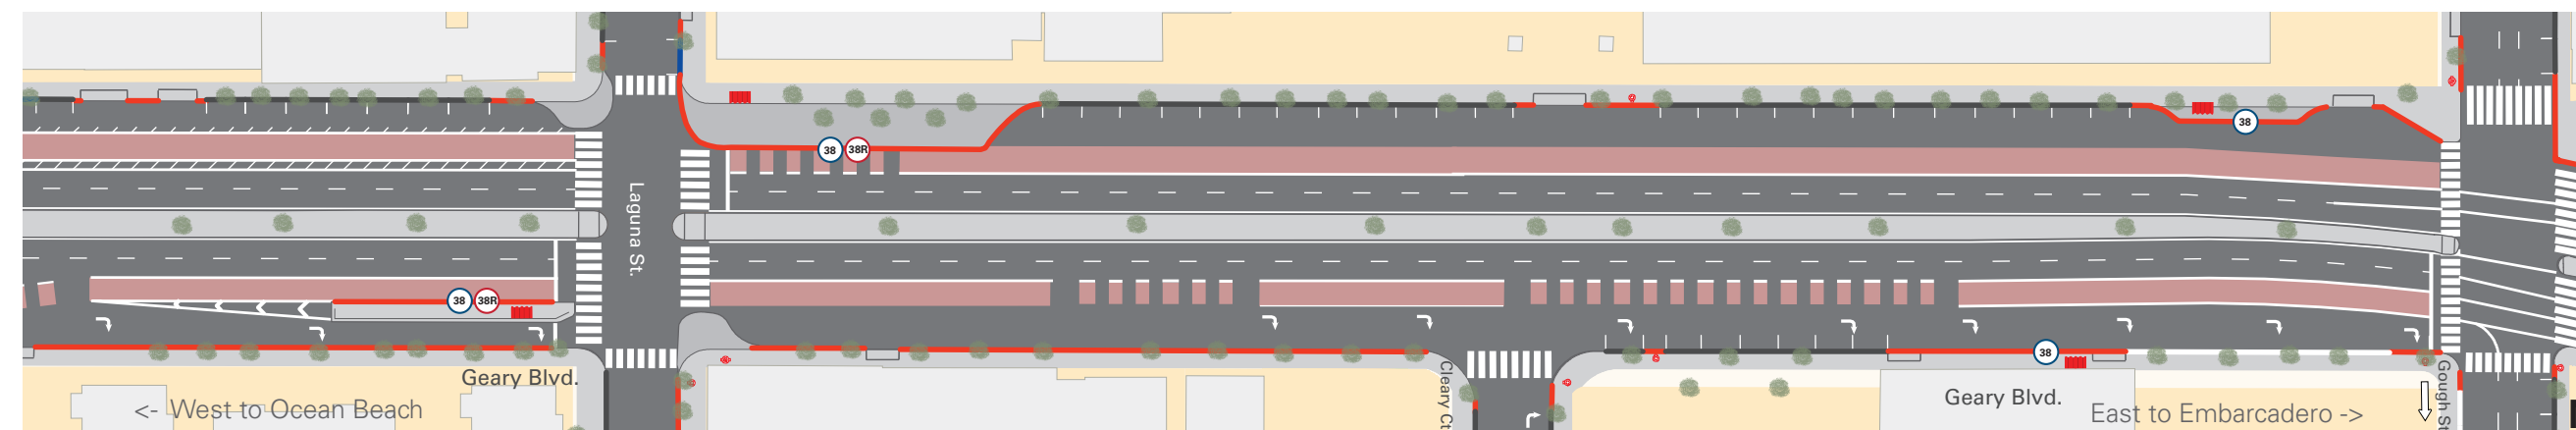 38
38
38R
Laguna St.
38
38R
38
Geary Blvd.
<- West to Ocean Beach
Cleary Ct
Geary Blvd.
East to Embarcadero ->
Gough St